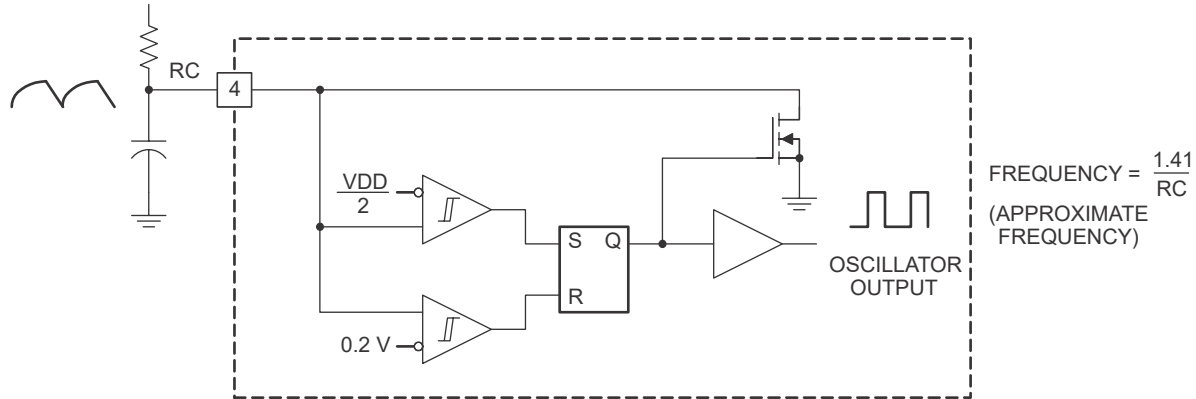 RC
4
VDD
2
0.2 V
S Q
R
OSCILLATOR
OUTPUT
FREQUENCY = 1.41
RC
(APPROXIMATE
FREQUENCY)